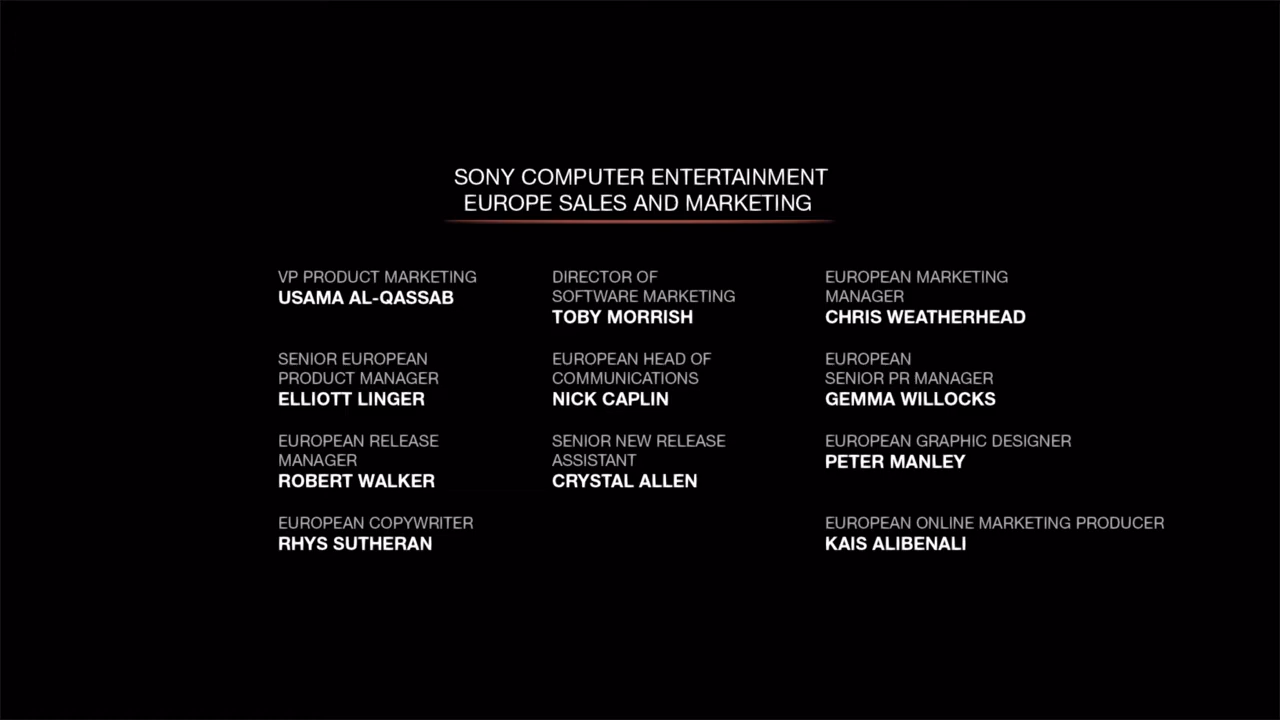 SONY COMPUTER ENTERTAINMENT
EUROPE SALES AND MARKETING
VP PRODUCT MARKETING
USAMA AL-QASSAB
DIRECTOR OF
SOFTWARE MARKETING
TOBY MORRISH
EUROPEAN MARKETING
MANAGER
CHRIS WEATHERHEAD
SENIOR EUROPEAN
PRODUCT MANAGER
ELLIOTT LINGER
EUROPEAN HEAD OF
COMMUNICATIONS
NICK CAPLIN
EUROPEAN
SENIOR PR MANAGER
GEMMA WILLOCKS
EUROPEAN RELEASE
MANAGER
ROBERT WALKER
SENIOR NEW RELEASE
ASSISTANT
CRYSTAL ALLEN
EUROPEAN GRAPHIC DESIGNER
PETER MANLEY
EUROPEAN COPYWRITER
RHYS SUTHERAN
EUROPEAN ONLINE MARKETING PRODUCER
KAIS ALIBENALI